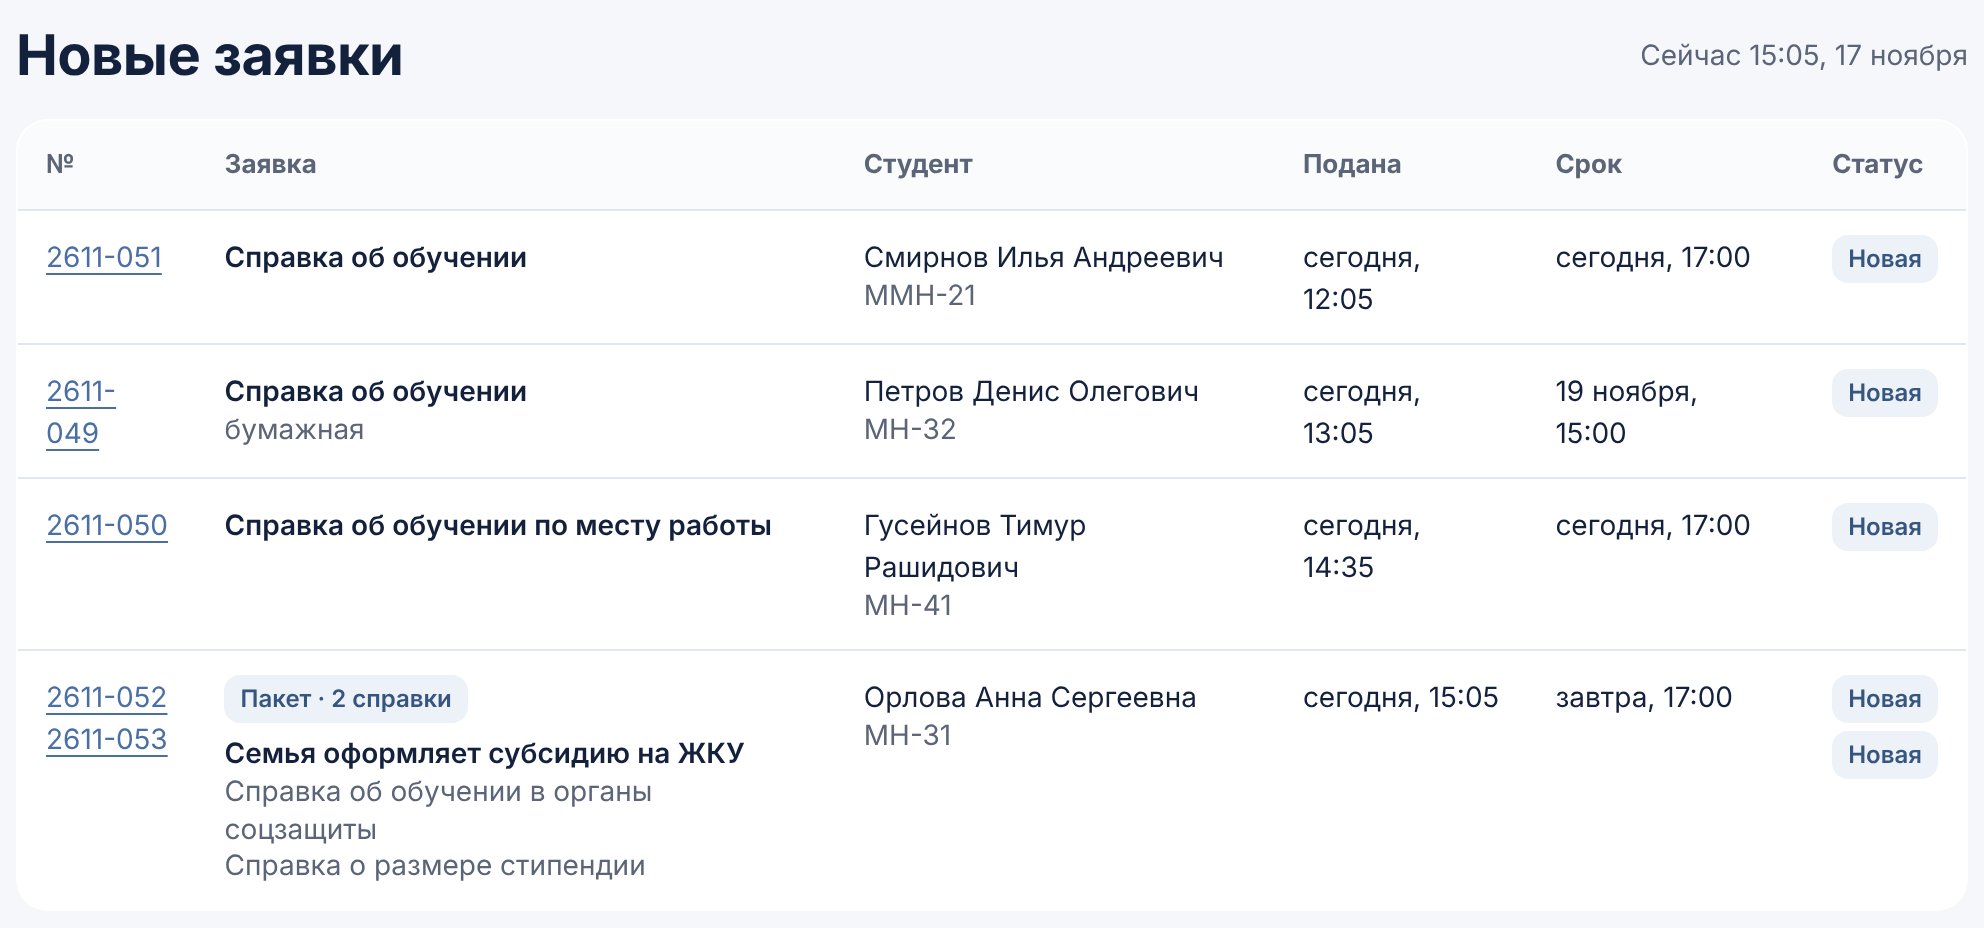 Новые заявки
Сейчас 15:05, 17 ноября
№ Заявка Студент Подана Срок Статус
2611-051 Справка об обучении Смирнов Илья Андреевич сегодня, сегодня, 17:00 Новая
ММН-21 12:05
2611- Справка об обучении Петров Денис Олегович сегодня, 19 ноября, Новая
049 бумажная МН-32 13:05 15:00
2611-050 Справка об обучении по месту работы Гусейнов Тимур сегодня, сегодня, 17:00 Новая
Рашидович 14:35
МН-41
2611-052 Пакет · 2 справки Орлова Анна Сергеевна сегодня, 15:05 завтра, 17:00 Новая
2611-053 Семья оформляет субсидию на ЖКУ МН-31 Новая
Справка об обучении в органы
соцзащиты
Справка о размере стипендии